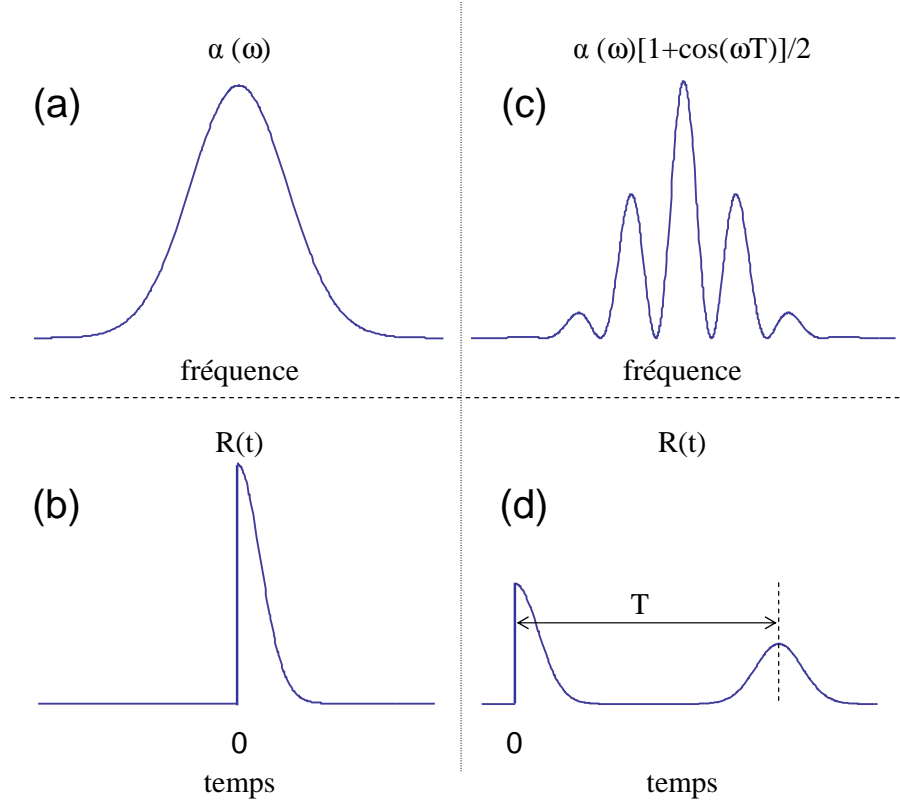 α (ω)
(a)
fréquence
α (ω)[1+cos(ωT)]/2
(c)
fréquence
R(t)
(b)
0
temps
R(t)
(d)
T
0
temps